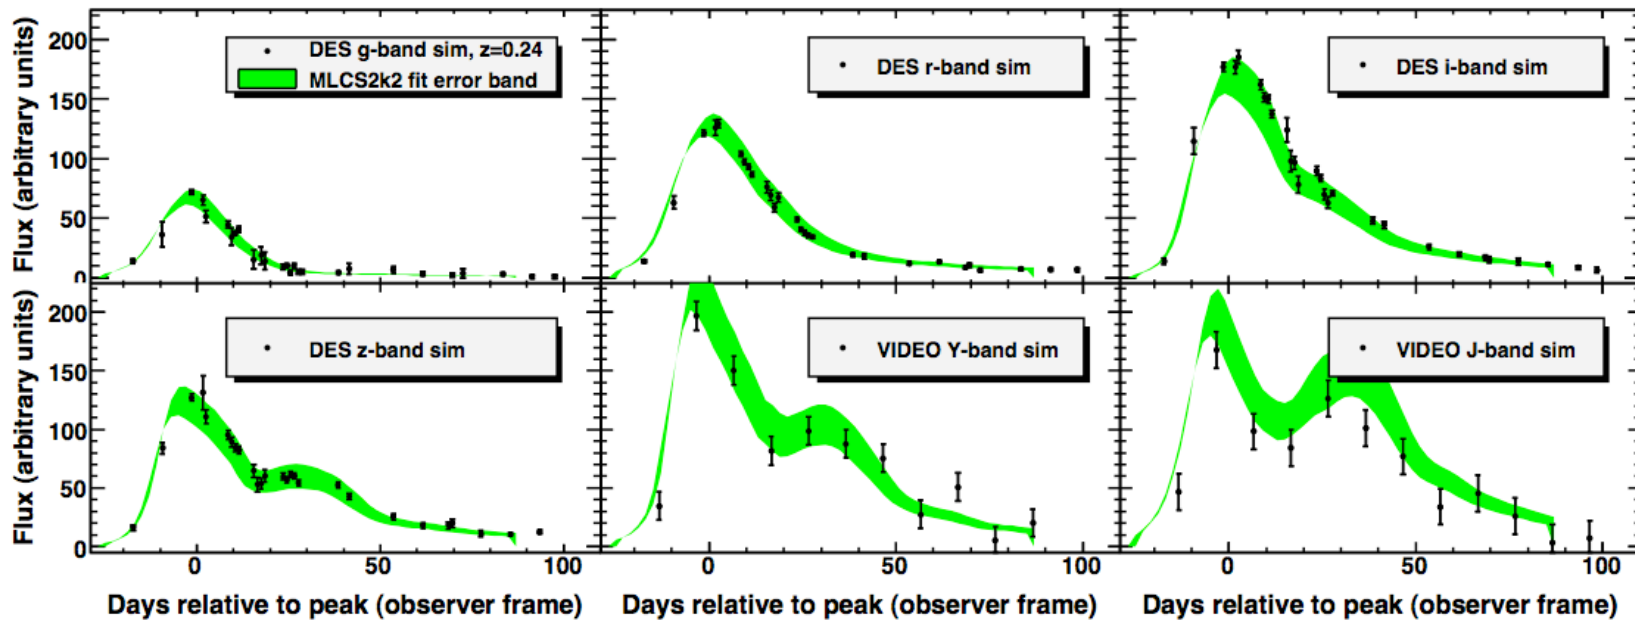 Flux (arbitrary units)
200
150
100
50
0
DES g-band sim, z=0.24
MLCS2k2 fit error band
DES r-band sim
DES i-band sim
Flux (arbitrary units)
200
150
100
50
0
DES z-band sim
VIDEO Y-band sim
VIDEO J-band sim
0 50 100
0 50 100
0 50 100
Days relative to peak (observer frame)
Days relative to peak (observer frame)
Days relative to peak (observer frame)